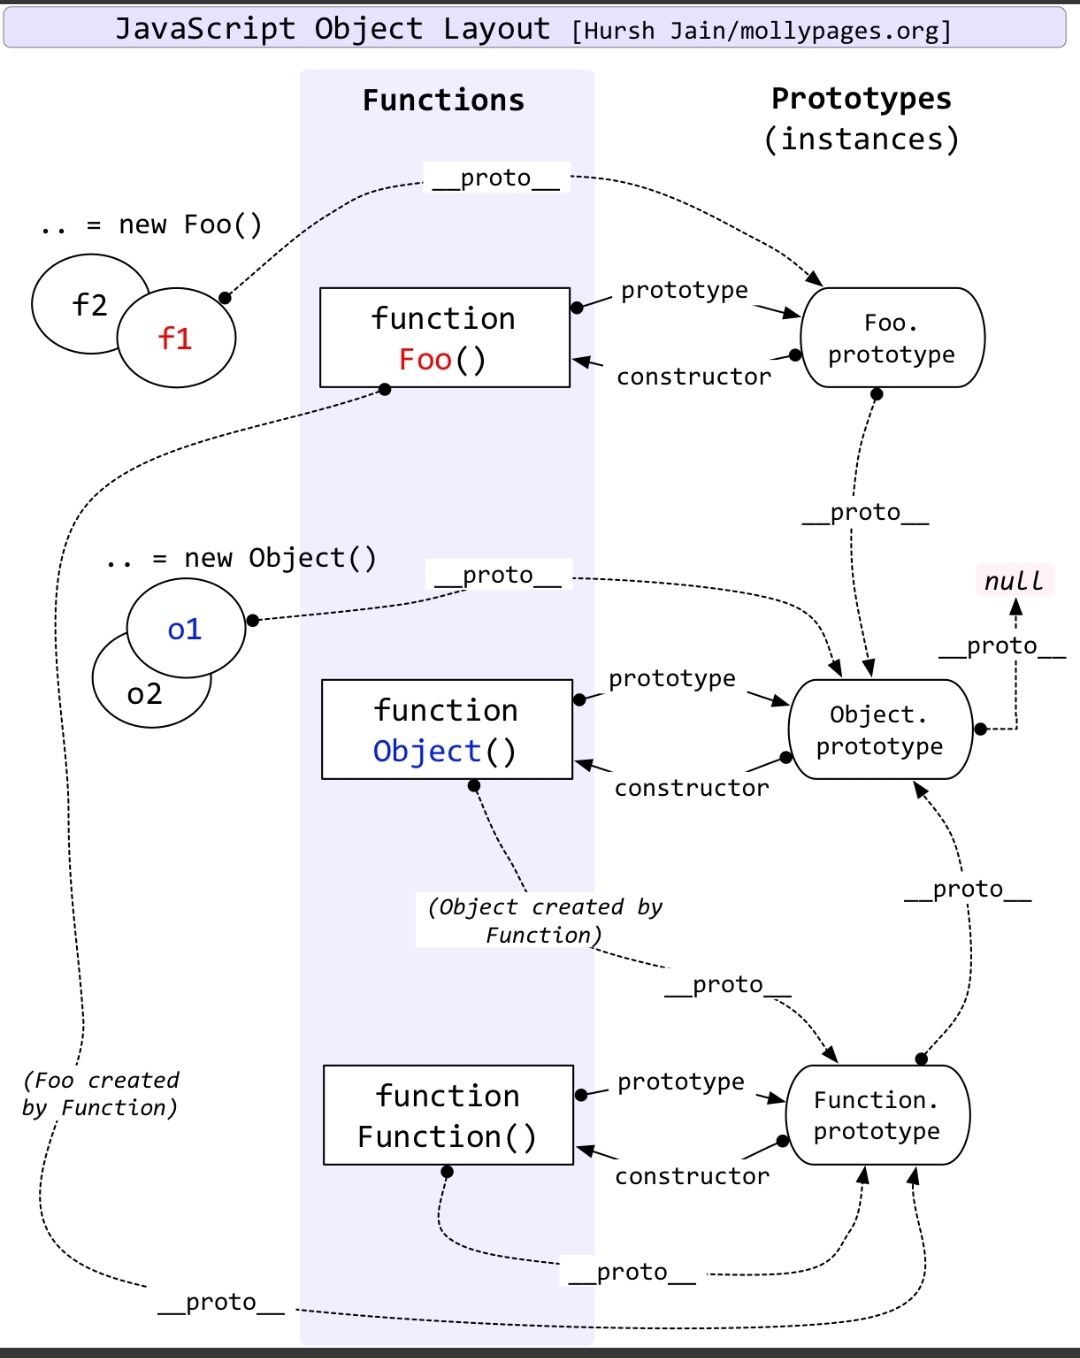 JavaScript Object Layout [Hursh Jain/mollypages.org]
Functions
Prototypes
(instances)
__proto__
.. = new Foo()
f2
f1
function
Foo()
prototype
constructor
Foo.
prototype
__proto__
.. = new Object()
__proto__
null
__proto__
o1
o2
function
Object()
prototype
constructor
Object.
prototype
__proto__
(Object created by
Function)
__proto__
(Foo created
by Function)
function
Function()
prototype
constructor
Function.
prototype
__proto__
__proto__